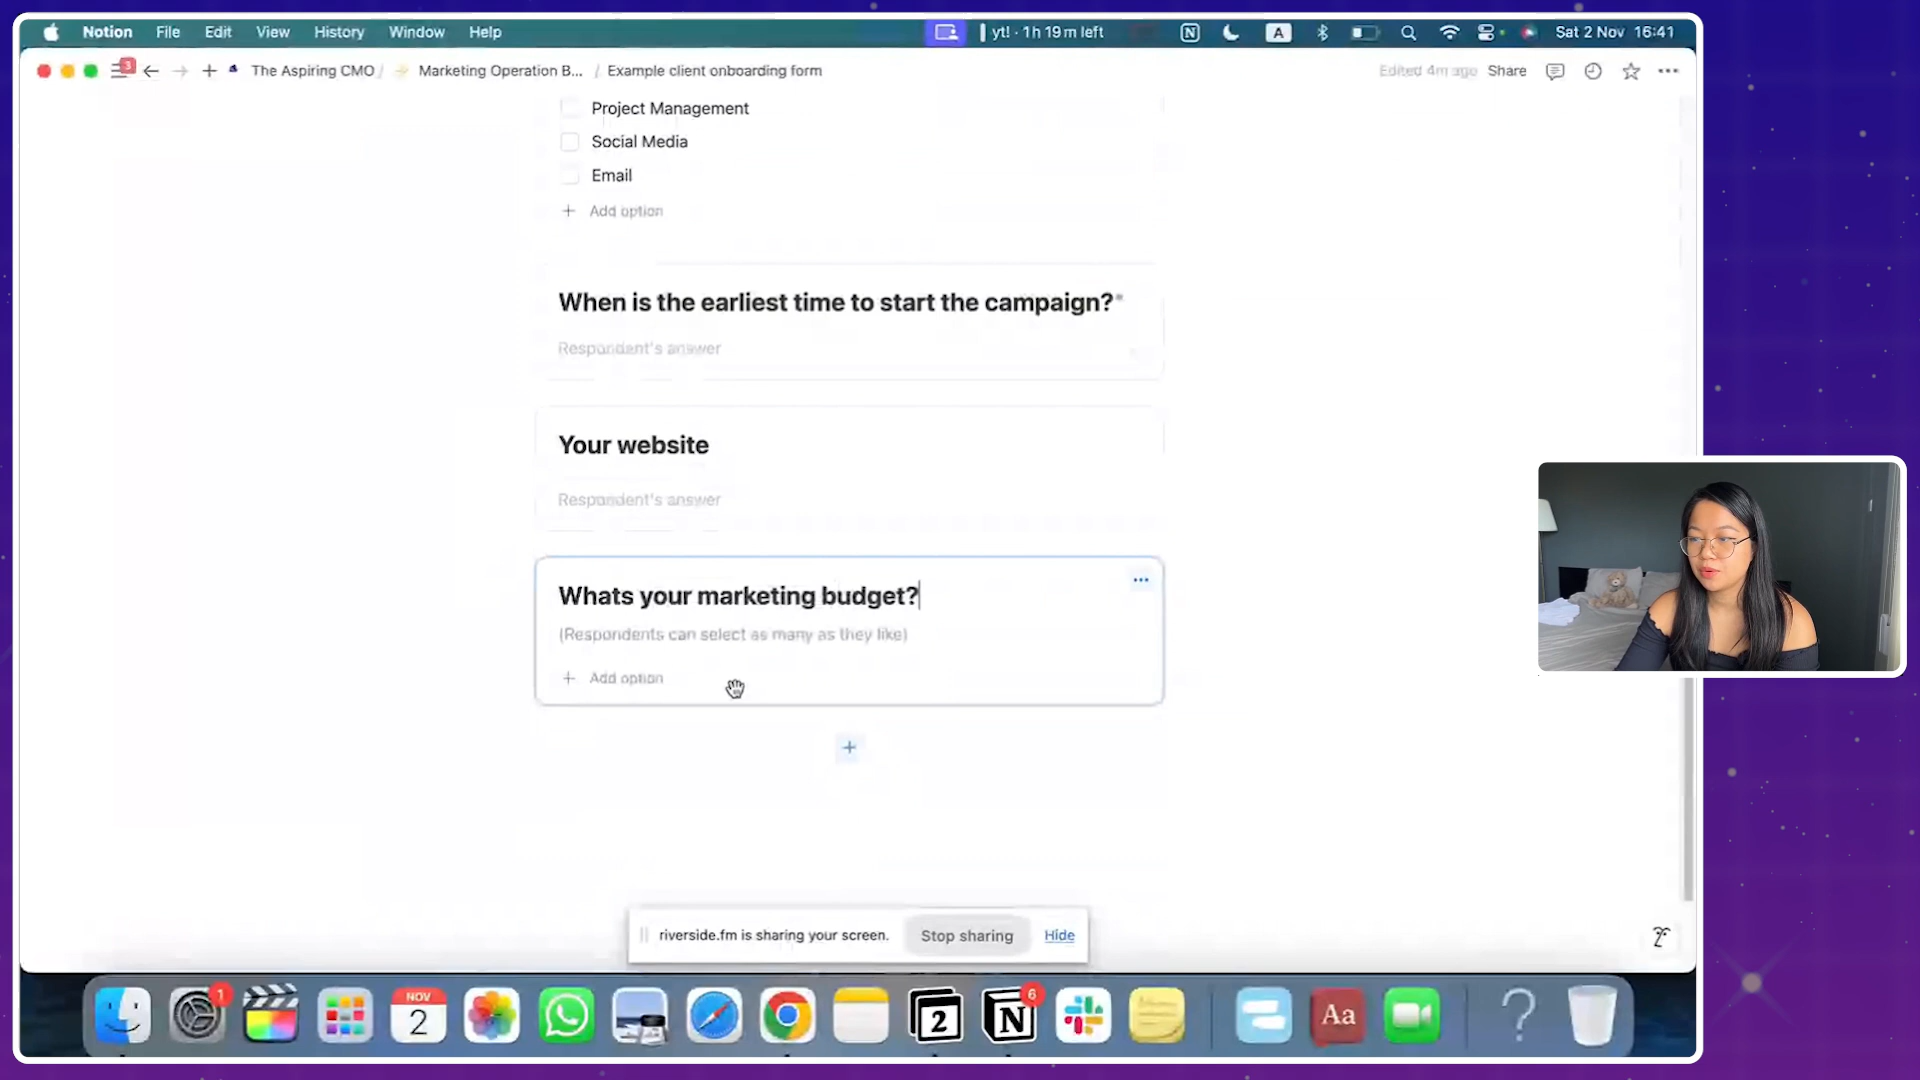 Notion File Edit View History Window Help
yt! · 1h 19m left
A
Sat 2 Nov 16:41
3
The Aspiring CMO / Marketing Operation B... / Example client onboarding form
Edited 4m ago Share
Project Management
Social Media
Email
+ Add option
When is the earliest time to start the campaign?*
Respondent's answer
Your website
Respondent's answer
Whats your marketing budget?
(Respondents can select as many as they like)
+ Add option
riverside.fm is sharing your screen. Stop sharing Hide
1
NOV
2
2
6
Aa